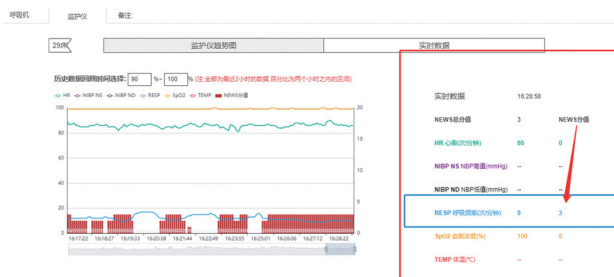 呼吸机 监护仪 备注:
29床 监护仪趋势图 实时数据
历史数据回顾时间选择: 90 %~ 100 % (注:全部为最近2小时的数据,百分比为两个小时之内的区间)
HR NIBP NS NIBP ND RESP SpO2 TEMP NEWS分值
100 20
80
15
60
10
40
5
20
0 0
16:17:22 16:18:27 16:19:33 16:20:38 16:21:44 16:22:49 16:23:55 16:25:01 16:26:06 16:27:12 16:28:22
实时数据 16:28:58
NEWS总分值 3 NEWS分值
HR 心率(次/分钟) 86 0
NIBP NS NBP高值(mmHg) -- --
NIBP ND NBP低值(mmHg) -- --
RESP 呼吸频率(次/分钟) 9 3
SpO2 血氧浓度(%) 100 0
TEMP 体温(°C) -- --